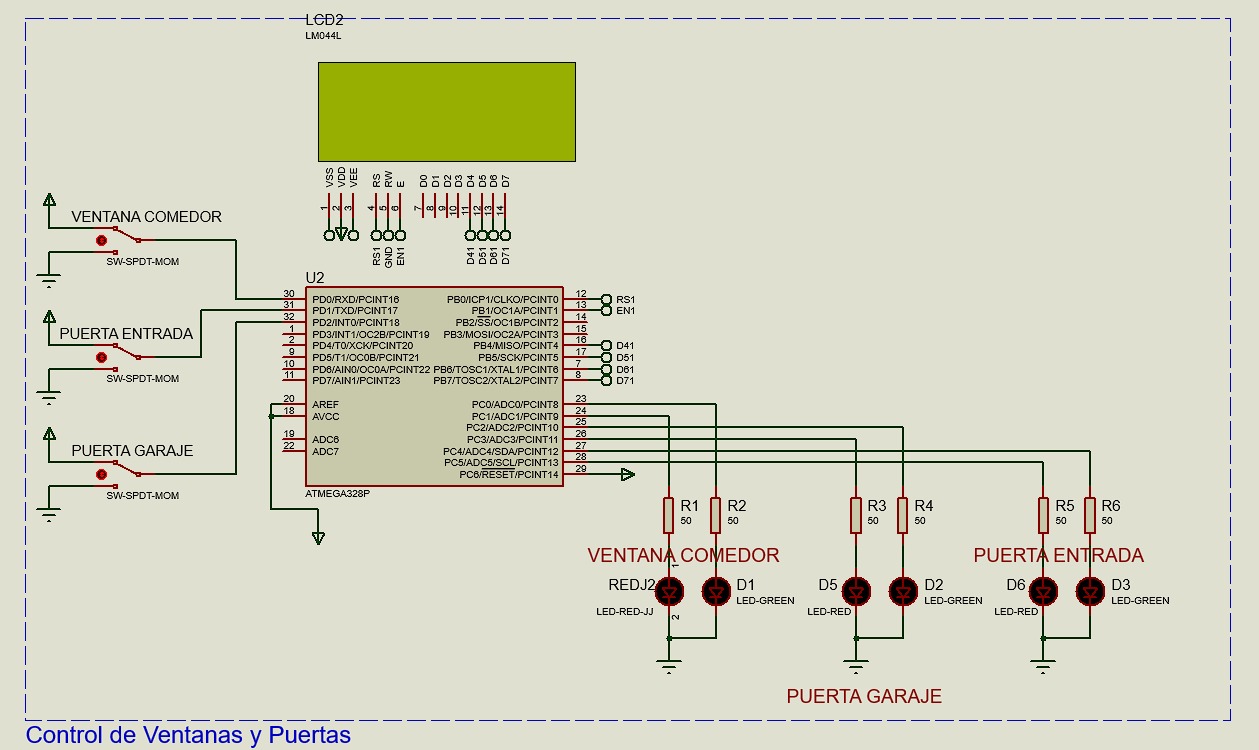 LCD2
LM044L
VSS
VDD
VEE
RS
RW
E
D0
D1
D2
D3
D4
D5
D6
D7
1
2
3
4
5
6
7
8
9
10
11
12
13
14
RS1
GND
EN1
D41
D51
D61
D71
VENTANA COMEDOR
SW-SPDT-MOM
PUERTA ENTRADA
SW-SPDT-MOM
PUERTA GARAJE
SW-SPDT-MOM
U2
30 PD0/RXD/PCINT16 PB0/ICP1/CLKO/PCINT0 12 RS1
31 PD1/TXD/PCINT17 PB1/OC1A/PCINT1 13 EN1
32 PD2/INT0/PCINT18 PB2/SS/OC1B/PCINT2 14
1 PD3/INT1/OC2B/PCINT19 PB3/MOSI/OC2A/PCINT3 15
2 PD4/T0/XCK/PCINT20 PB4/MISO/PCINT4 16 D41
9 PD5/T1/OC0B/PCINT21 PB5/SCK/PCINT5 17 D51
10 PD6/AIN0/OC0A/PCINT22 PB6/TOSC1/XTAL1/PCINT6 7 D61
11 PD7/AIN1/PCINT23 PB7/TOSC2/XTAL2/PCINT7 8 D71
20 AREF PC0/ADC0/PCINT8 23
18 AVCC PC1/ADC1/PCINT9 24
PC2/ADC2/PCINT10 25
19 ADC6 PC3/ADC3/PCINT11 26
22 ADC7 PC4/ADC4/SDA/PCINT12 27
PC5/ADC5/SCL/PCINT13 28
PC6/RESET/PCINT14 29
ATMEGA328P
R1
50
R2
50
R3
50
R4
50
R5
50
R6
50
VENTANA COMEDOR
PUERTA ENTRADA
1
REDJ2
LED-RED-JJ
2
D1
LED-GREEN
D5
LED-RED
D2
LED-GREEN
D6
LED-RED
D3
LED-GREEN
PUERTA GARAJE
Control de Ventanas y Puertas